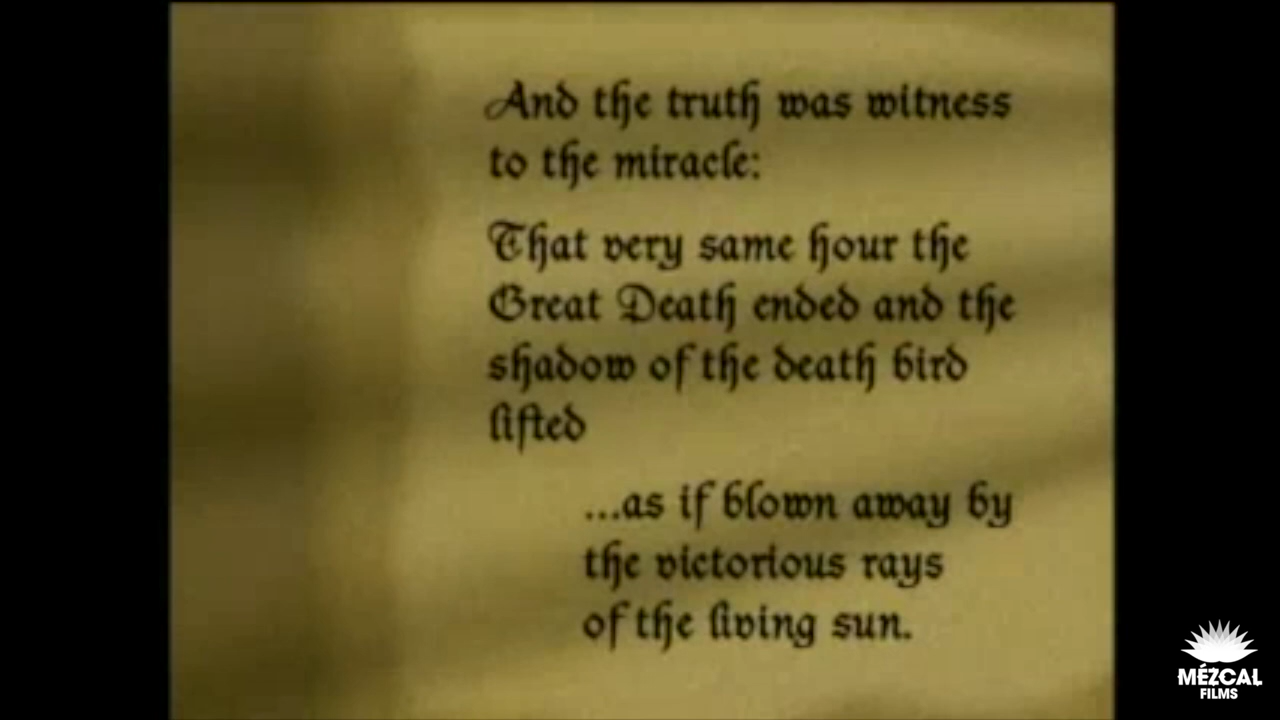 And the truth was witness
to the miracle:
That very same hour the
Great Death ended and the
shadow of the death bird
lifted
...as if blown away by
the victorious rays
of the living sun.
MÉZCAL
FILMS